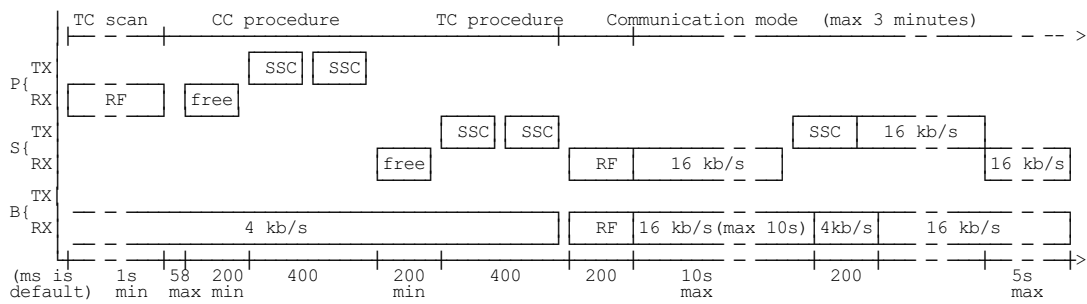 TC scan CC procedure TC procedure Communication mode (max 3 minutes)
TX SSC SSC
P{
RX RF free
TX SSC SSC SSC 16 kb/s
S{
RX free RF 16 kb/s 16 kb/s
TX
B{
RX 4 kb/s RF 16 kb/s(max 10s) 4kb/s 16 kb/s
(ms is 1s 58 200 400 200 400 200 10s 200 5s
default) min max min min max max